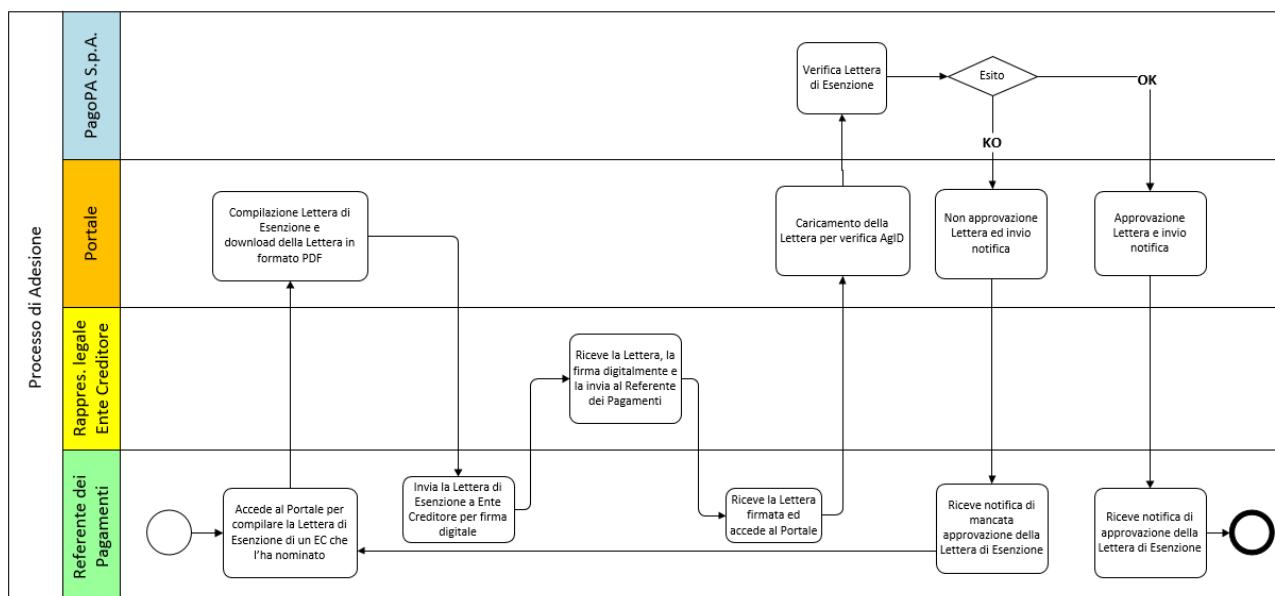 Processo di Adesione
PagoPA S.p.A.
Verifica Lettera
di Esenzione
Esito
OK
KO
Portale
Compilazione Lettera di
Esenzione e
download della Lettera in
formato PDF
Caricamento della
Lettera per verifica AgID
Non approvazione
Lettera ed invio
notifica
Approvazione
Lettera e invio
notifica
Rappres. legale
Ente Creditore
Riceve la Lettera, la
firma digitalmente e
la invia al Referente
dei Pagamenti
Referente dei
Pagamenti
Accede al Portale per
compilare la Lettera di
Esenzione di un EC che
l’ha nominato
Invia la Lettera di
Esenzione a Ente
Creditore per firma
digitale
Riceve la Lettera
firmata ed
accede al Portale
Riceve notifica di
mancata
approvazione della
Lettera di Esenzione
Riceve notifica di
approvazione della
Lettera di Esenzione